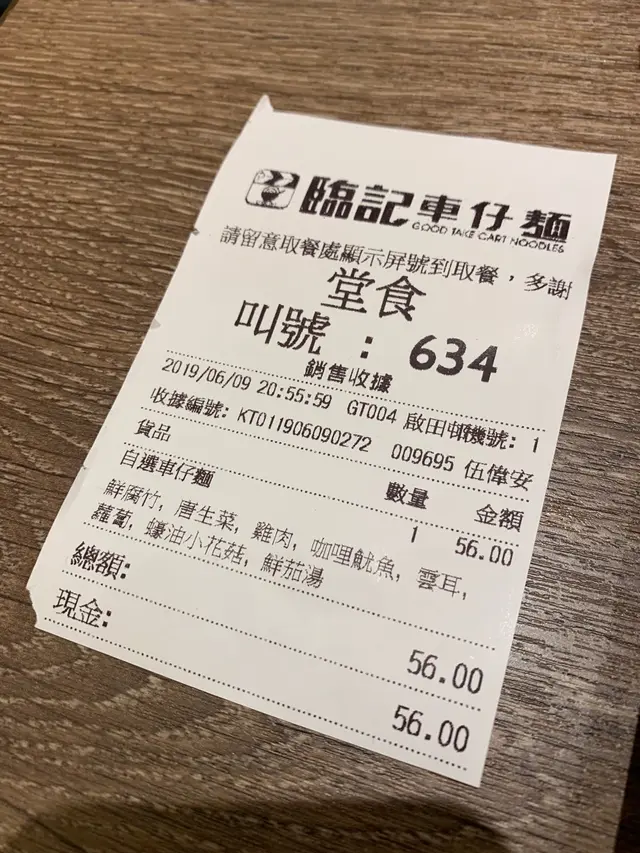 臨記車仔麵
GOOD TAKE CART NOODLES
請留意取餐處顯示屏號到取餐，多謝
堂食
叫號 : 634
銷售收據
2019/06/09 20:55:59 GT004 啟田 機號: 1
收據編號: KT011906090272 009695 伍偉安
貨品 數量 金額
自選車仔麵 1 56.00
鮮腐竹, 唐生菜, 雞肉, 咖哩魷魚, 雲耳,
蘿蔔, 蠔油小花菇, 鮮茄湯
總額: 56.00
現金: 56.00